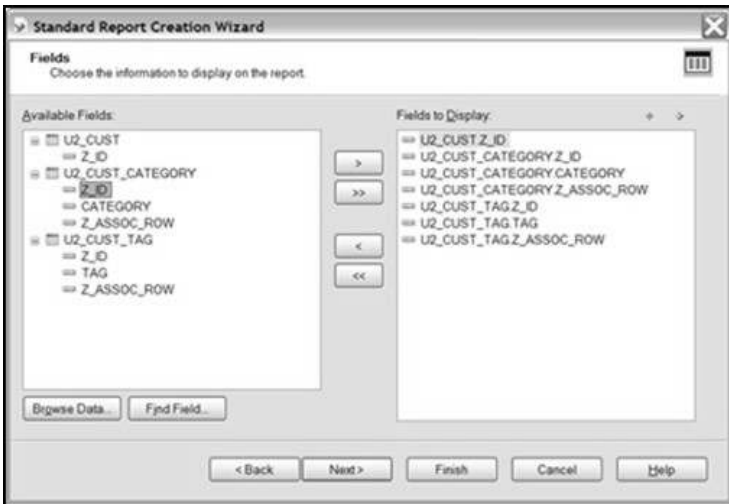 Standard Report Creation Wizard
Fields
Choose the information to display on the report.
Available Fields:
U2_CUST
Z_ID
U2_CUST_CATEGORY
Z_ID
CATEGORY
Z_ASSOC_ROW
U2_CUST_TAG
Z_ID
TAG
Z_ASSOC_ROW
>
>>
<
<<
Fields to Display:
U2_CUST.Z_ID
U2_CUST_CATEGORY.Z_ID
U2_CUST_CATEGORY.CATEGORY
U2_CUST_CATEGORY.Z_ASSOC_ROW
U2_CUST_TAG.Z_ID
U2_CUST_TAG.TAG
U2_CUST_TAG.Z_ASSOC_ROW
Browse Data... Find Field...
< Back Next > Finish Cancel Help